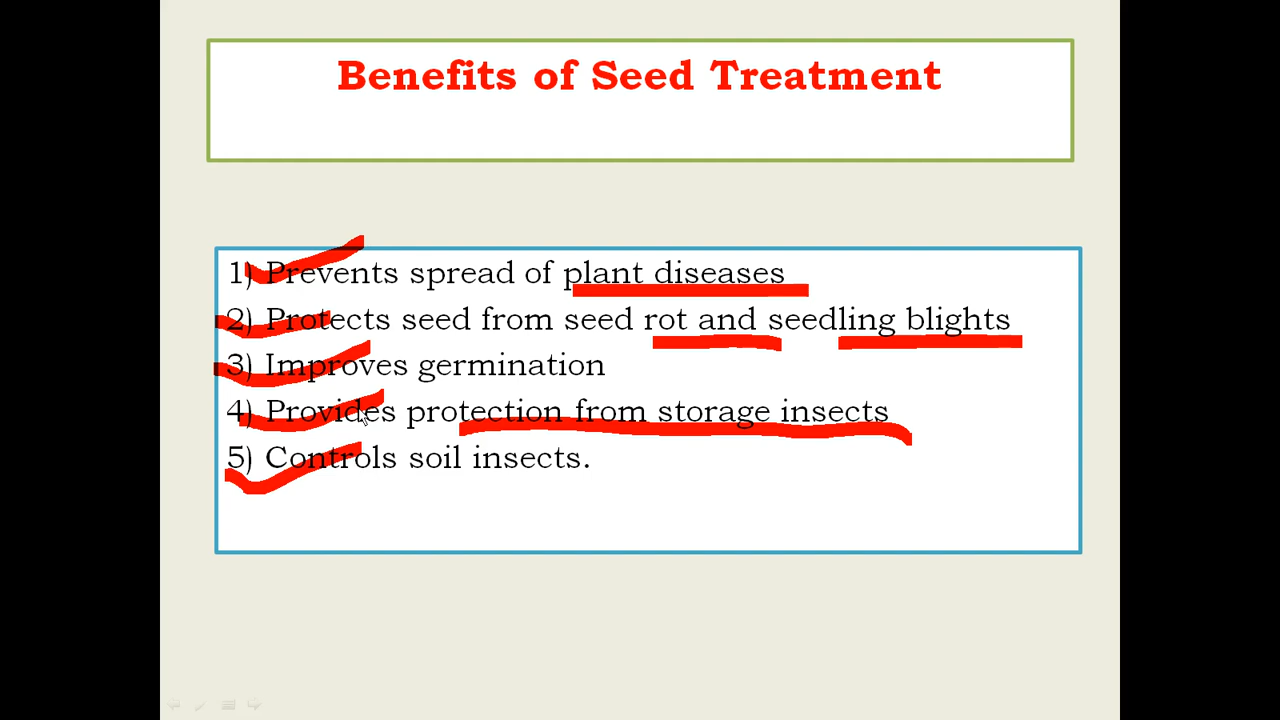 Benefits of Seed Treatment
1) Prevents spread of plant diseases
2) Protects seed from seed rot and seedling blights
3) Improves germination
4) Provides protection from storage insects
5) Controls soil insects.